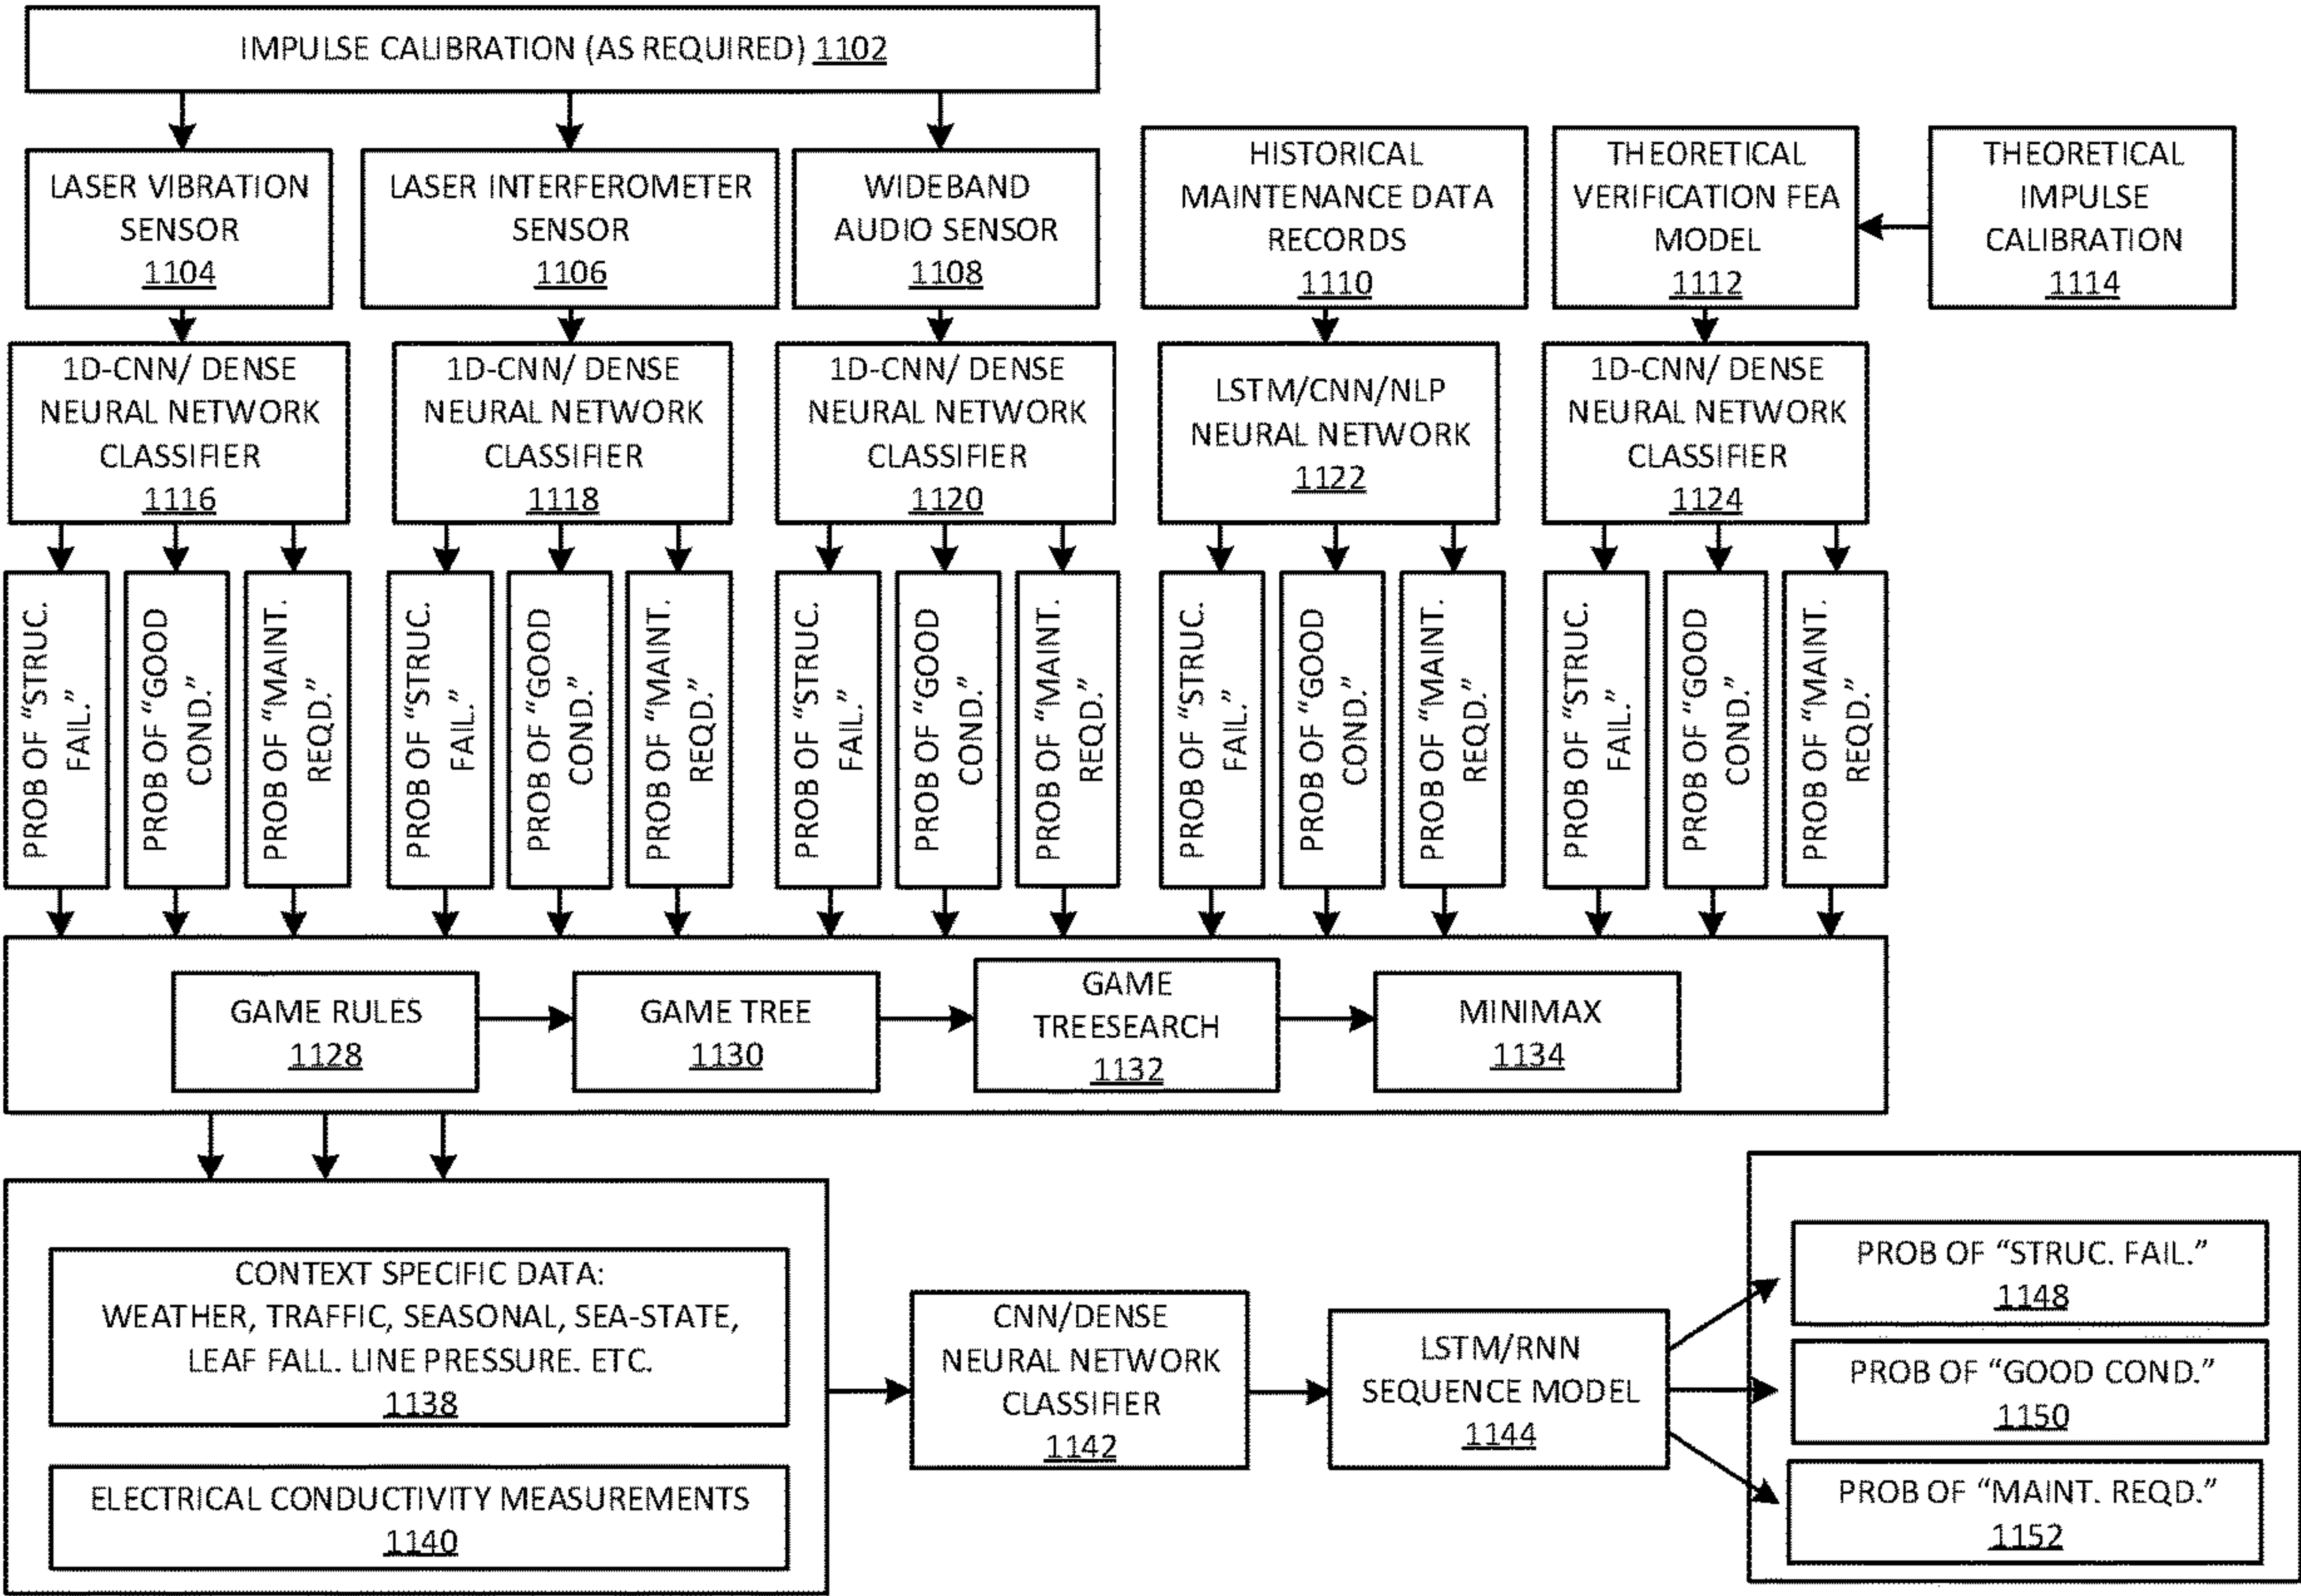 IMPULSE CALIBRATION (AS REQUIRED) 1102
LASER VIBRATION
SENSOR
1104
LASER INTERFEROMETER
SENSOR
1106
WIDEBAND
AUDIO SENSOR
1108
HISTORICAL
MAINTENANCE DATA
RECORDS
1110
THEORETICAL
VERIFICATION FEA
MODEL
1112
THEORETICAL
IMPULSE
CALIBRATION
1114
1D-CNN/ DENSE
NEURAL NETWORK
CLASSIFIER
1116
1D-CNN/ DENSE
NEURAL NETWORK
CLASSIFIER
1118
1D-CNN/ DENSE
NEURAL NETWORK
CLASSIFIER
1120
LSTM/CNN/NLP
NEURAL NETWORK
1122
1D-CNN/ DENSE
NEURAL NETWORK
CLASSIFIER
1124
PROB OF “STRUC.
FAIL.”
PROB OF “GOOD
COND.”
PROB OF “MAINT.
REQD.”
PROB OF “STRUC.
FAIL.”
PROB OF “GOOD
COND.”
PROB OF “MAINT.
REQD.”
PROB OF “STRUC.
FAIL.”
PROB OF “GOOD
COND.”
PROB OF “MAINT.
REQD.”
PROB OF “STRUC.
FAIL.”
PROB OF “GOOD
COND.”
PROB OF “MAINT.
REQD.”
PROB OF “STRUC.
FAIL.”
PROB OF “GOOD
COND.”
PROB OF “MAINT.
REQD.”
GAME RULES
1128
GAME TREE
1130
GAME
TREESEARCH
1132
MINIMAX
1134
CONTEXT SPECIFIC DATA:
WEATHER, TRAFFIC, SEASONAL, SEA-STATE,
LEAF FALL. LINE PRESSURE. ETC.
1138
ELECTRICAL CONDUCTIVITY MEASUREMENTS
1140
CNN/DENSE
NEURAL NETWORK
CLASSIFIER
1142
LSTM/RNN
SEQUENCE MODEL
1144
PROB OF “STRUC. FAIL.”
1148
PROB OF “GOOD COND.”
1150
PROB OF “MAINT. REQD.”
1152